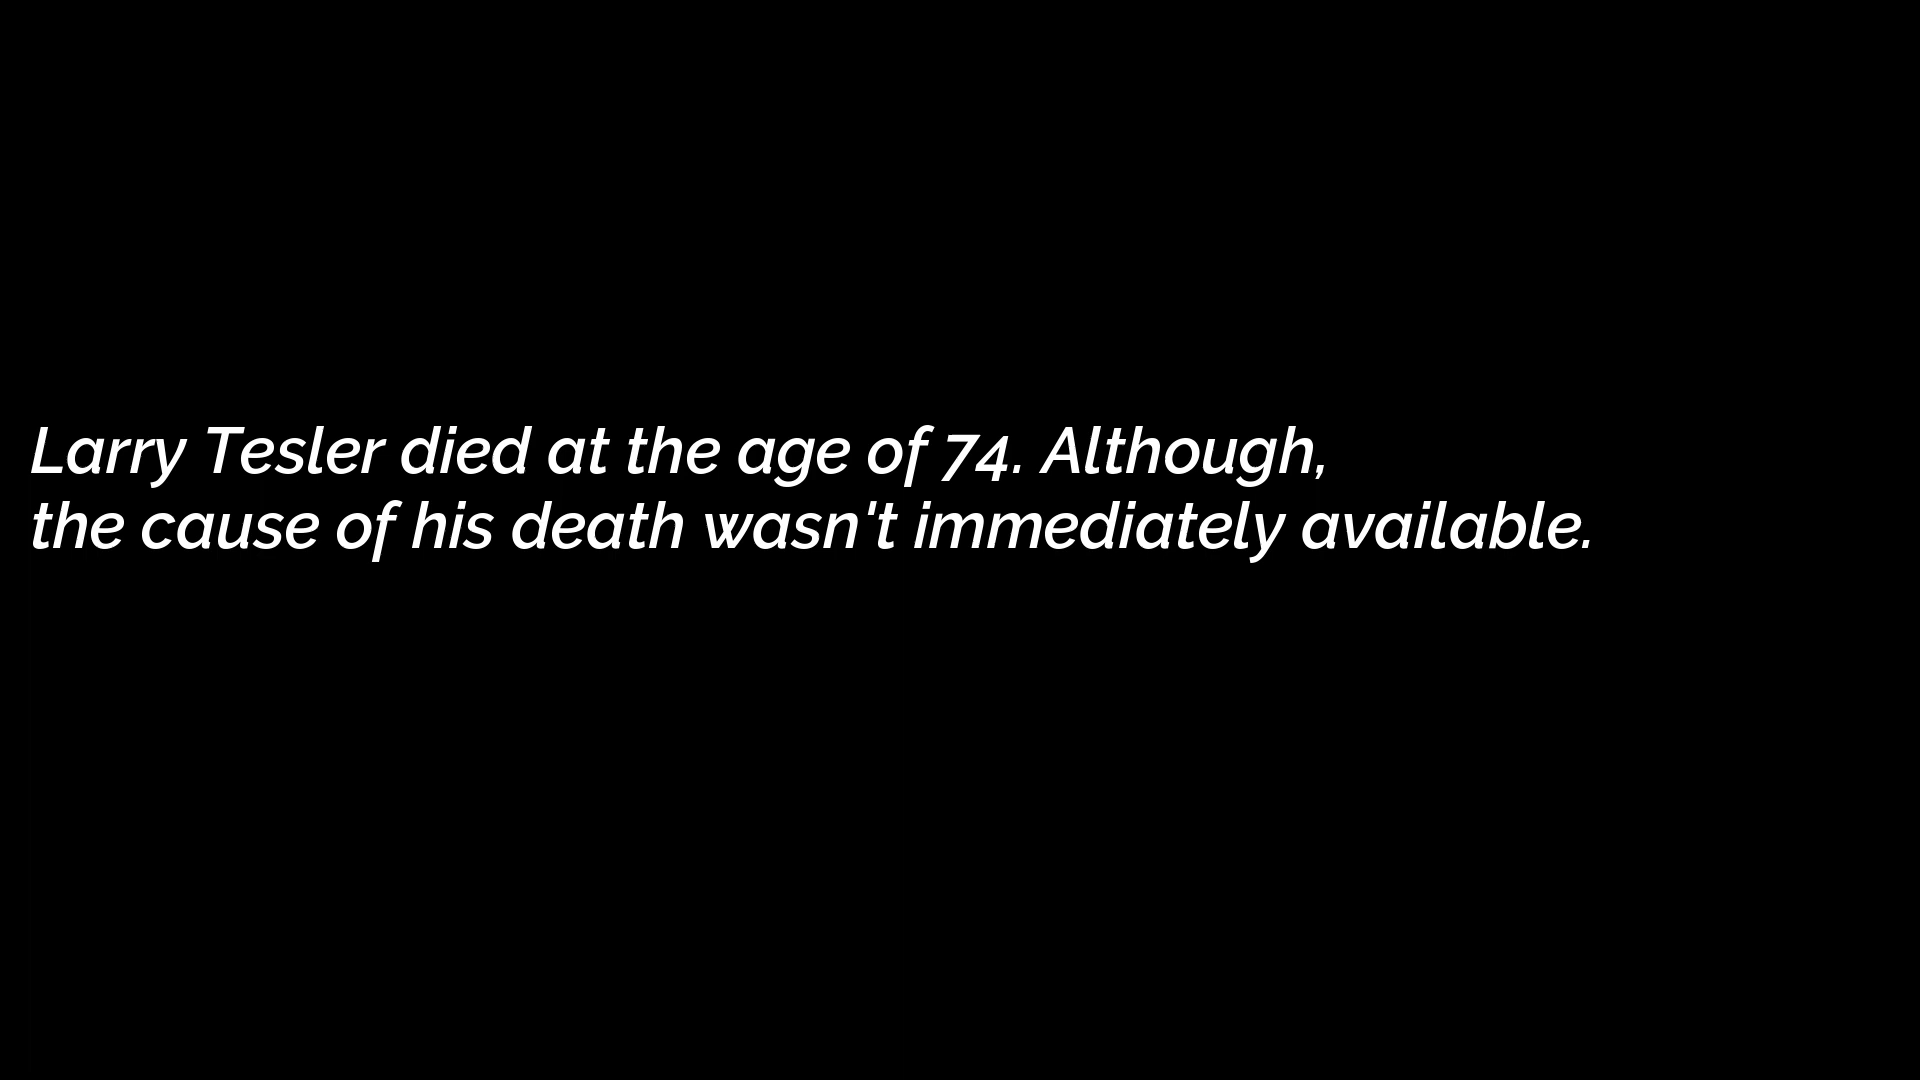 Larry Tesler died at the age of 74. Although,
the cause of his death wasn't immediately available.